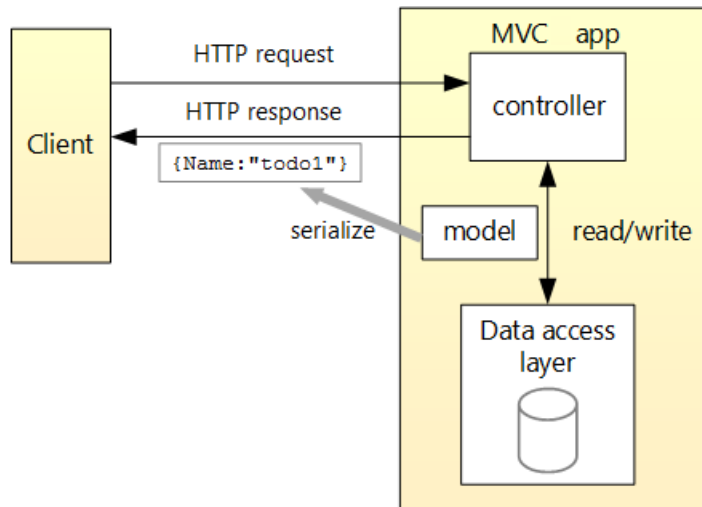 MVC app
HTTP request
controller
HTTP response
Client
{Name:"todo1"}
serialize
model
read/write
Data access
layer